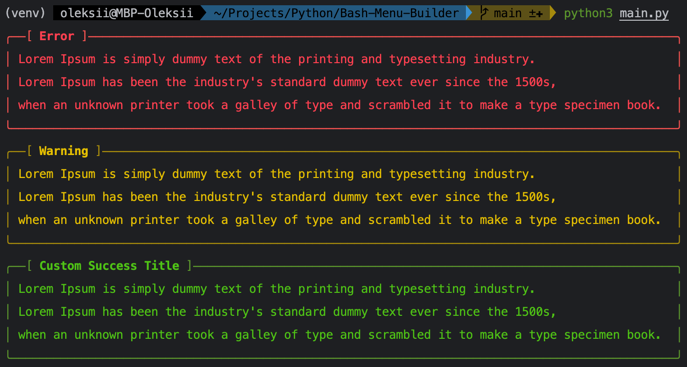 (venv) oleksii@MBP-Oleksii ~/Projects/Python/Bash-Menu-Builder main ±✚ python3 main.py
[ Error ]
Lorem Ipsum is simply dummy text of the printing and typesetting industry.
Lorem Ipsum has been the industry's standard dummy text ever since the 1500s,
when an unknown printer took a galley of type and scrambled it to make a type specimen book.
[ Warning ]
Lorem Ipsum is simply dummy text of the printing and typesetting industry.
Lorem Ipsum has been the industry's standard dummy text ever since the 1500s,
when an unknown printer took a galley of type and scrambled it to make a type specimen book.
[ Custom Success Title ]
Lorem Ipsum is simply dummy text of the printing and typesetting industry.
Lorem Ipsum has been the industry's standard dummy text ever since the 1500s,
when an unknown printer took a galley of type and scrambled it to make a type specimen book.